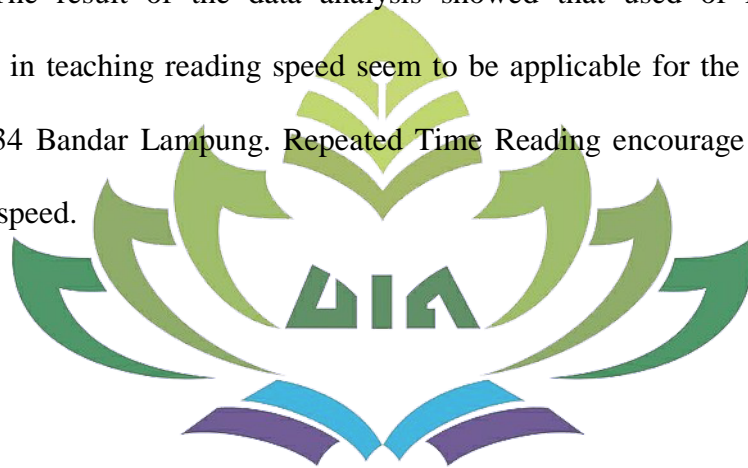 The result of the data analysis showed that used of
in teaching reading speed seem to be applicable for the
34 Bandar Lampung. Repeated Time Reading encourage
speed.
UIN